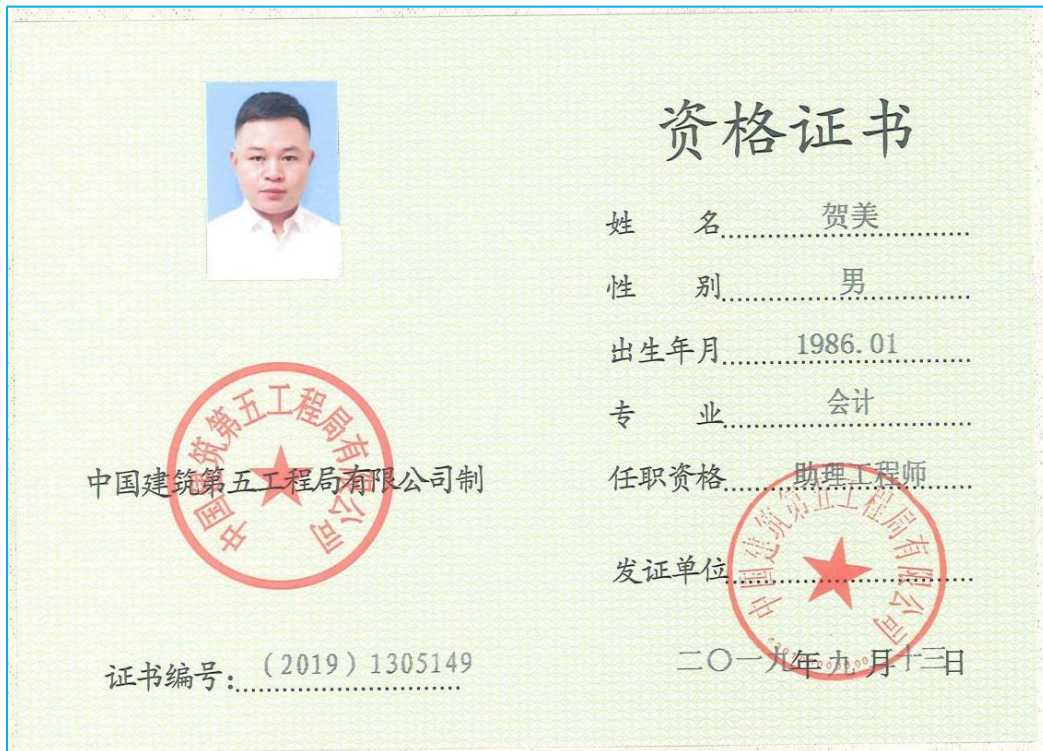 资格证书
姓 名 贺美
性 别 男
出生年月 1986.01
专 业 会计
任职资格 助理工程师
发证单位
中国建筑第五工程局有限公司
二〇一九年九月十三日
中国建筑第五工程局有限公司制
中国建筑第五工程局有限公司
证书编号：(2019)1305149